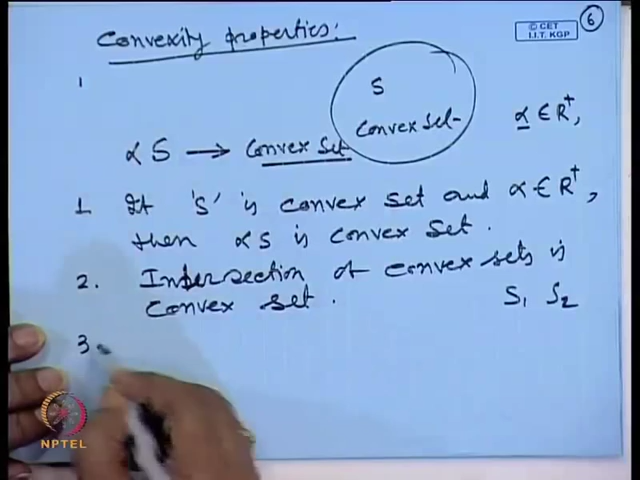 Convexity properties:
© CET
I.I.T. KGP
6
1
S
Convex Set
α ∈ R⁺,
αS → Convex Set
1. If 'S' is convex set and α ∈ R⁺,
then αS is convex set.
2. Intersection of convex sets is
convex set.
S₁ S₂
3.
NPTEL